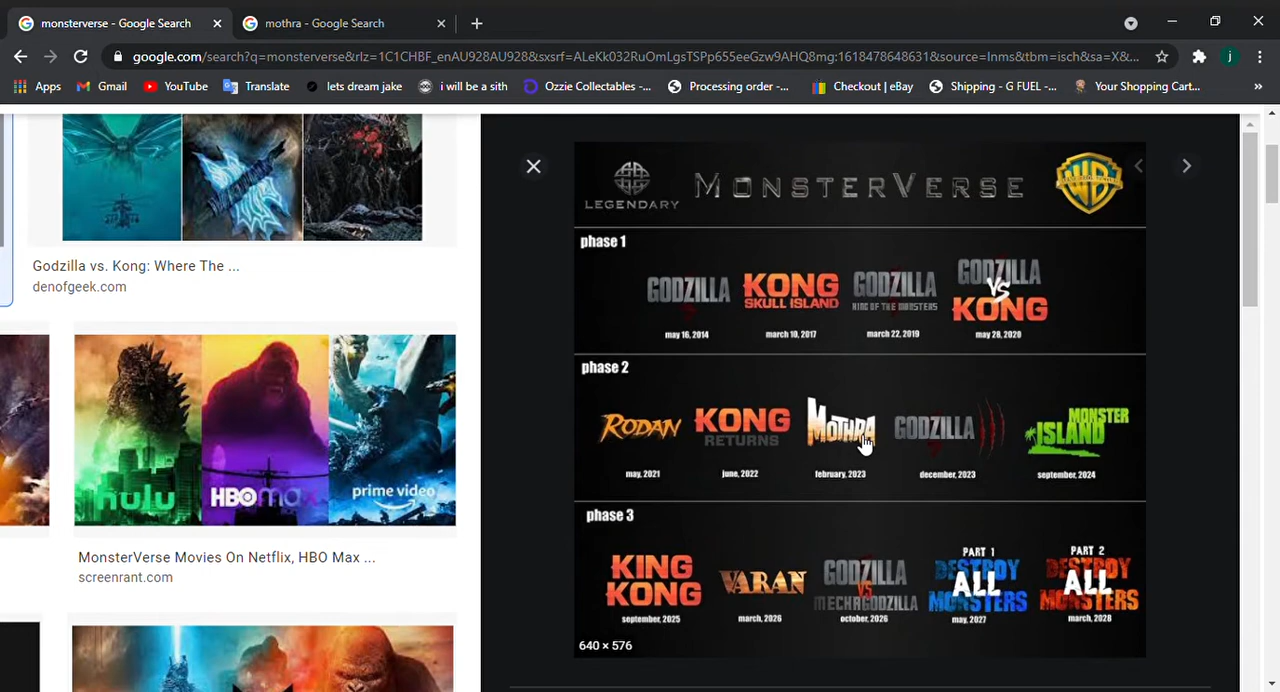 monsterverse - Google Search
mothra - Google Search
google.com/search?q=monsterverse&rlz=1C1CHBF_enAU928AU928&sxsrf=ALeKk032RuOmLgsTSPp655eeGzw9AHQ8mg:1618478648631&source=lnms&tbm=isch&sa=X&...
j
Apps
Gmail
YouTube
Translate
lets dream jake
i will be a sith
Ozzie Collectables -...
Processing order -...
Checkout | eBay
Shipping - G FUEL -...
Your Shopping Cart...
»
Godzilla vs. Kong: Where The ...
denofgeek.com
hulu
HBOmax
prime video
MonsterVerse Movies On Netflix, HBO Max ...
screenrant.com
LEGENDARY
MONSTERVERSE
WB
phase 1
GODZILLA
may 16, 2014
KONG
SKULL ISLAND
march 10, 2017
GODZILLA
KING OF THE MONSTERS
march 22, 2019
GODZILLA
VS
KONG
may 28, 2020
phase 2
RODAN
may, 2021
KONG
RETURNS
june, 2022
MOTHRA
february, 2023
GODZILLA
december, 2023
MONSTER
ISLAND
september, 2024
phase 3
KING
KONG
september, 2025
VARAN
march, 2026
GODZILLA
VS
MECHAGODZILLA
october, 2026
PART 1
DESTROY
ALL
MONSTERS
may, 2027
PART 2
DESTROY
ALL
MONSTERS
march, 2028
640 × 576